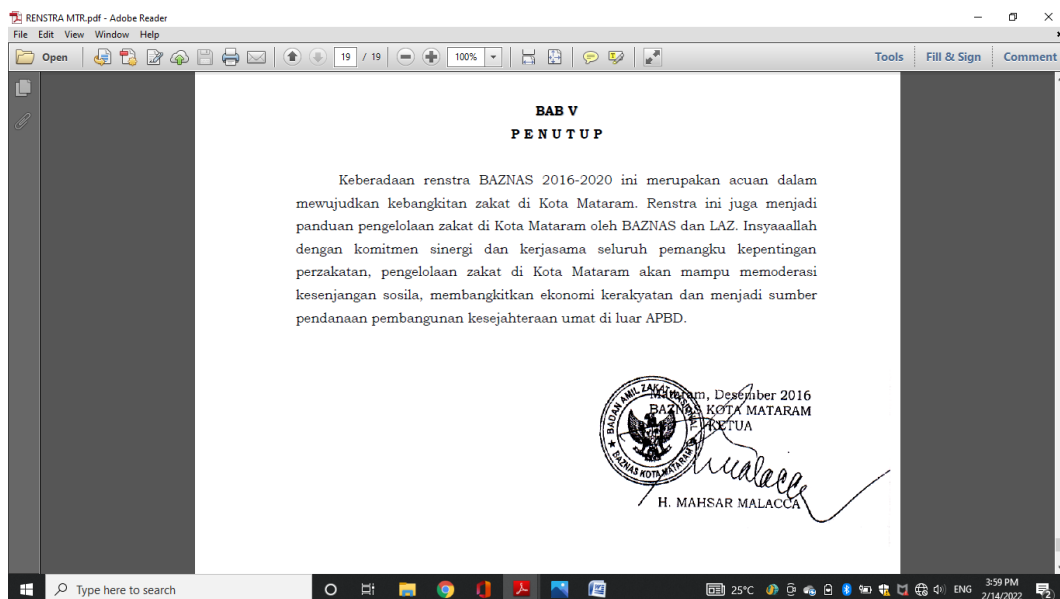 RENSTRA MTR.pdf - Adobe Reader
File Edit View Window Help
Open 19 / 19 100% Tools Fill & Sign Comment
BAB V
PENUTUP
Keberadaan renstra BAZNAS 2016-2020 ini merupakan acuan dalam
mewujudkan kebangkitan zakat di Kota Mataram. Renstra ini juga menjadi
panduan pengelolaan zakat di Kota Mataram oleh BAZNAS dan LAZ. Insyaaallah
dengan komitmen sinergi dan kerjasama seluruh pemangku kepentingan
perzakatan, pengelolaan zakat di Kota Mataram akan mampu memoderasi
kesenjangan sosila, membangkitkan ekonomi kerakyatan dan menjadi sumber
pendanaan pembangunan kesejahteraan umat di luar APBD.
Mataram, Desember 2016
BAZNAS KOTA MATARAM
KETUA
BADAN AMIL ZAKAT NASIONAL
BAZNAS KOTA MATARAM
Malacca
H. MAHSAR MALACCA
Type here to search
25°C
ENG
3:59 PM
2/14/2022
2